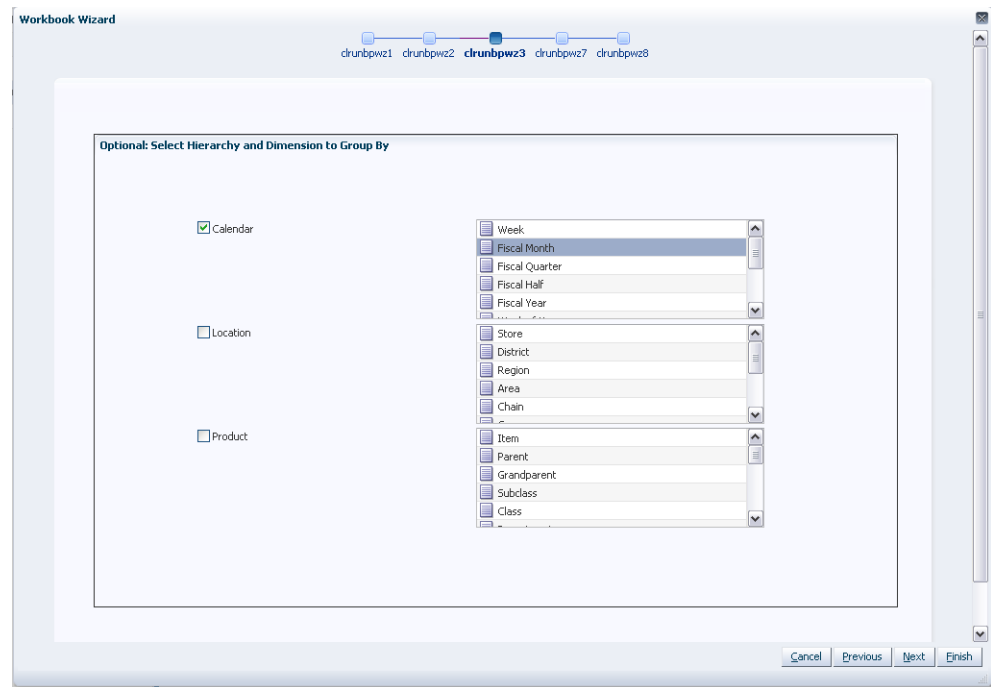 Workbook Wizard
clrunbpwz1 clrunbpwz2 clrunbpwz3 clrunbpwz7 clrunbpwz8
Optional: Select Hierarchy and Dimension to Group By
Calendar
Week
Fiscal Month
Fiscal Quarter
Fiscal Half
Fiscal Year
Location
Store
District
Region
Area
Chain
Product
Item
Parent
Grandparent
Subclass
Class
Cancel Previous Next Finish